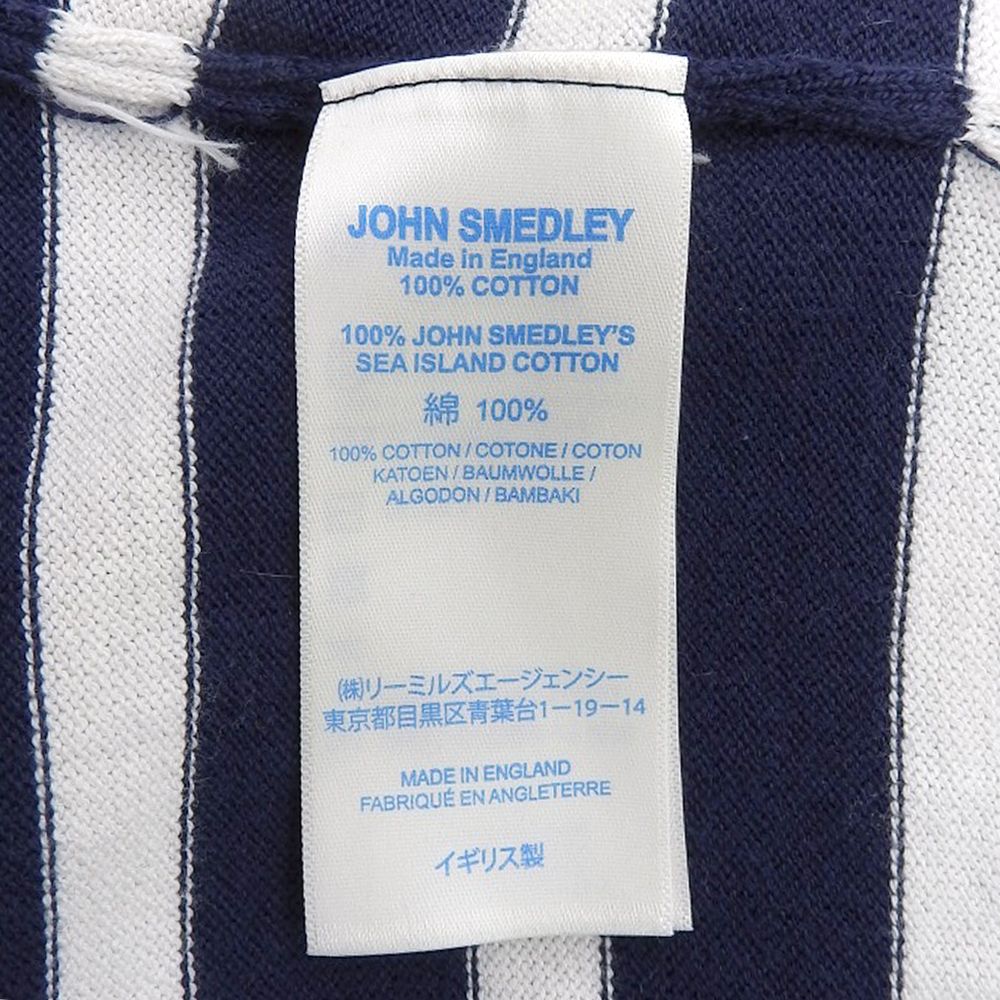 JOHN SMEDLEY
Made in England
100% COTTON
100% JOHN SMEDLEY'S
SEA ISLAND COTTON
綿 100%
100% COTTON / COTONE / COTON
KATOEN / BAUMWOLLE /
ALGODON / BAMBAKI
㈱リーミルズエージェンシー
東京都目黒区青葉台1-19-14
MADE IN ENGLAND
FABRIQUÉ EN ANGLETERRE
イギリス製